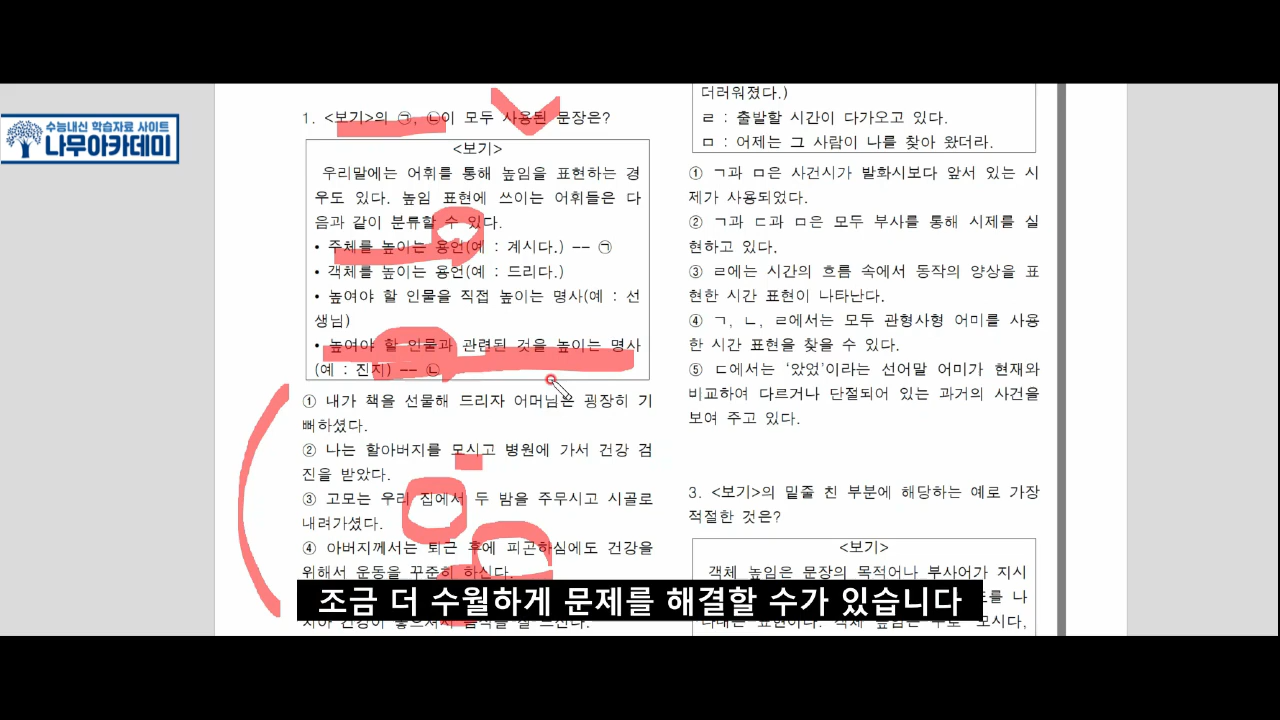 수능내신 학습자료 사이트
나무아카데미
1. <보기>의 ㉠, ㉡이 모두 사용된 문장은?
<보기>
우리말에는 어휘를 통해 높임을 표현하는 경
우도 있다. 높임 표현에 쓰이는 어휘들은 다
음과 같이 분류할 수 있다.
• 주체를 높이는 용언(예 : 계시다.) -- ㉠
• 객체를 높이는 용언(예 : 드리다.)
• 높여야 할 인물을 직접 높이는 명사(예 : 선
생님)
• 높여야 할 인물과 관련된 것을 높이는 명사
(예 : 진지) -- ㉡
① 내가 책을 선물해 드리자 어머님은 굉장히 기
뻐하셨다.
② 나는 할아버지를 모시고 병원에 가서 건강 검
진을 받았다.
③ 고모는 우리 집에서 두 밤을 주무시고 시골로
내려가셨다.
④ 아버지께서는 퇴근 후에 피곤하심에도 건강을
위해서 운동을 꾸준히 하신다.
더러워졌다.)
ㄹ : 출발할 시간이 다가오고 있다.
ㅁ : 어제는 그 사람이 나를 찾아 왔더라.
① ㄱ과 ㅁ은 사건시가 발화시보다 앞서 있는 시
제가 사용되었다.
② ㄱ과 ㄷ과 ㅁ은 모두 부사를 통해 시제를 실
현하고 있다.
③ ㄹ에는 시간의 흐름 속에서 동작의 양상을 표
현한 시간 표현이 나타난다.
④ ㄱ, ㄴ, ㄹ에서는 모두 관형사형 어미를 사용
한 시간 표현을 찾을 수 있다.
⑤ ㄷ에서는 ‘았었’이라는 선어말 어미가 현재와
비교하여 다르거나 단절되어 있는 과거의 사건을
보여 주고 있다.
3. <보기>의 밑줄 친 부분에 해당하는 예로 가장
적절한 것은?
<보기>
객체 높임은 문장의 목적어나 부사어가 지시
조금 더 수월하게 문제를 해결할 수가 있습니다